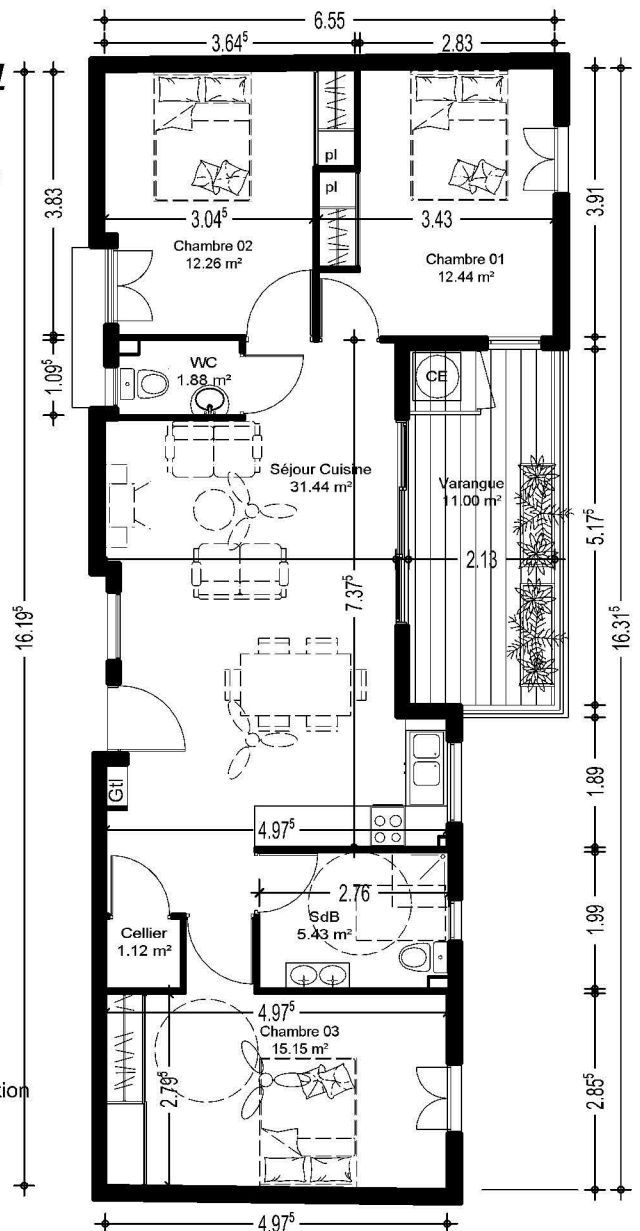 6.55
3.64⁵
2.83
3.83
3.91
pl
pl
3.04⁵
3.43
Chambre 02
12.26 m²
Chambre 01
12.44 m²
1.09⁵
WC
1.88 m²
CE
Séjour Cuisine
31.44 m²
Varangue
11.00 m²
5.17⁵
2.13
7.37⁵
16.19⁵
16.31⁵
Gtl
1.89
4.97⁵
2.76
SdB
5.43 m²
1.99
Cellier
1.12 m²
4.97⁵
Chambre 03
15.15 m²
2.79⁵
2.85⁵
4.97⁵